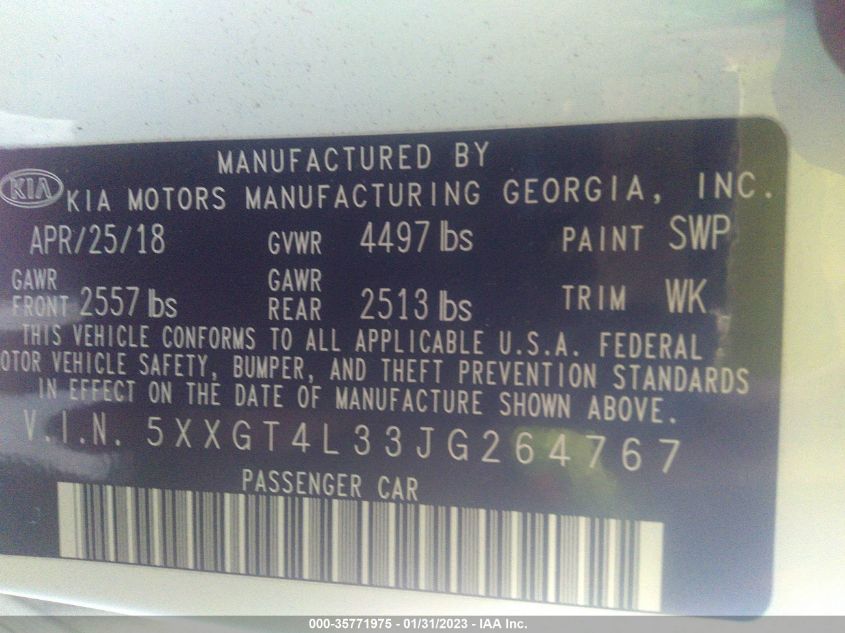 MANUFACTURED BY
KIA KIA MOTORS MANUFACTURING GEORGIA, INC.
APR/25/18 GVWR 4497 lbs PAINT SWP
GAWR FRONT 2557 lbs GAWR REAR 2513 lbs TRIM WK
THIS VEHICLE CONFORMS TO ALL APPLICABLE U.S.A. FEDERAL
OTOR VEHICLE SAFETY, BUMPER, AND THEFT PREVENTION STANDARDS
IN EFFECT ON THE DATE OF MANUFACTURE SHOWN ABOVE.
V.I.N. 5XXGT4L33JG264767
PASSENGER CAR
000-35771975 - 01/31/2023 - IAA Inc.